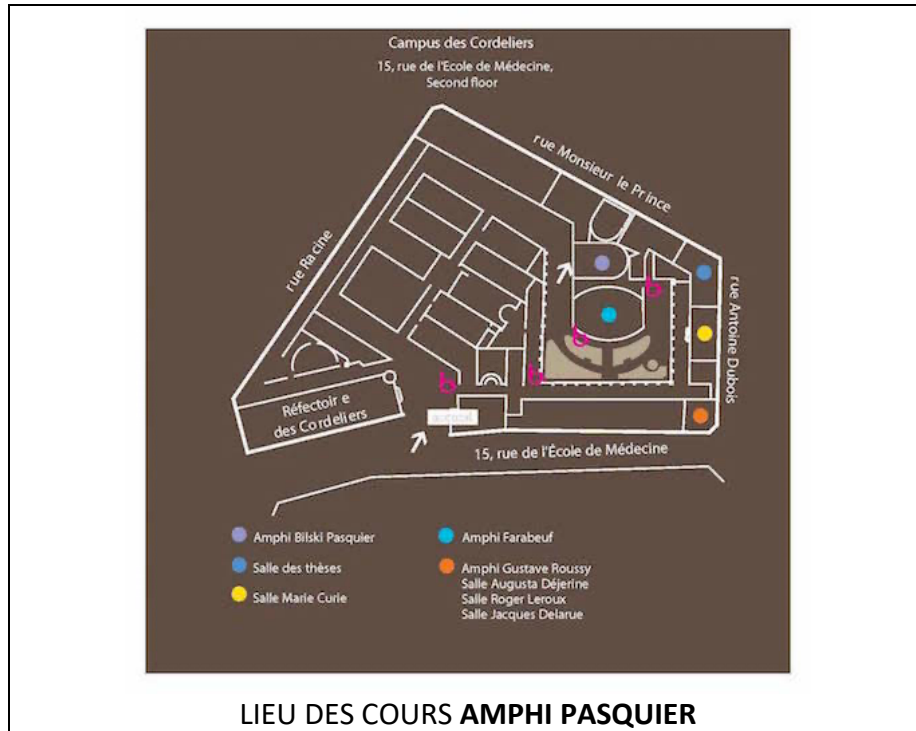 Campus des Cordeliers
15, rue de l'Ecole de Médecine,
Second floor
rue Monsieur le Prince
rue Racine
rue Antoine Dubois
Réfectoir e
des Cordeliers
15, rue de l'École de Médecine
Amphi Bilski Pasquier
Salle des thèses
Salle Marie Curie
Amphi Farabeuf
Amphi Gustave Roussy
Salle Augusta Déjerine
Salle Roger Leroux
Salle Jacques Delarue
LIEU DES COURS AMPHI PASQUIER